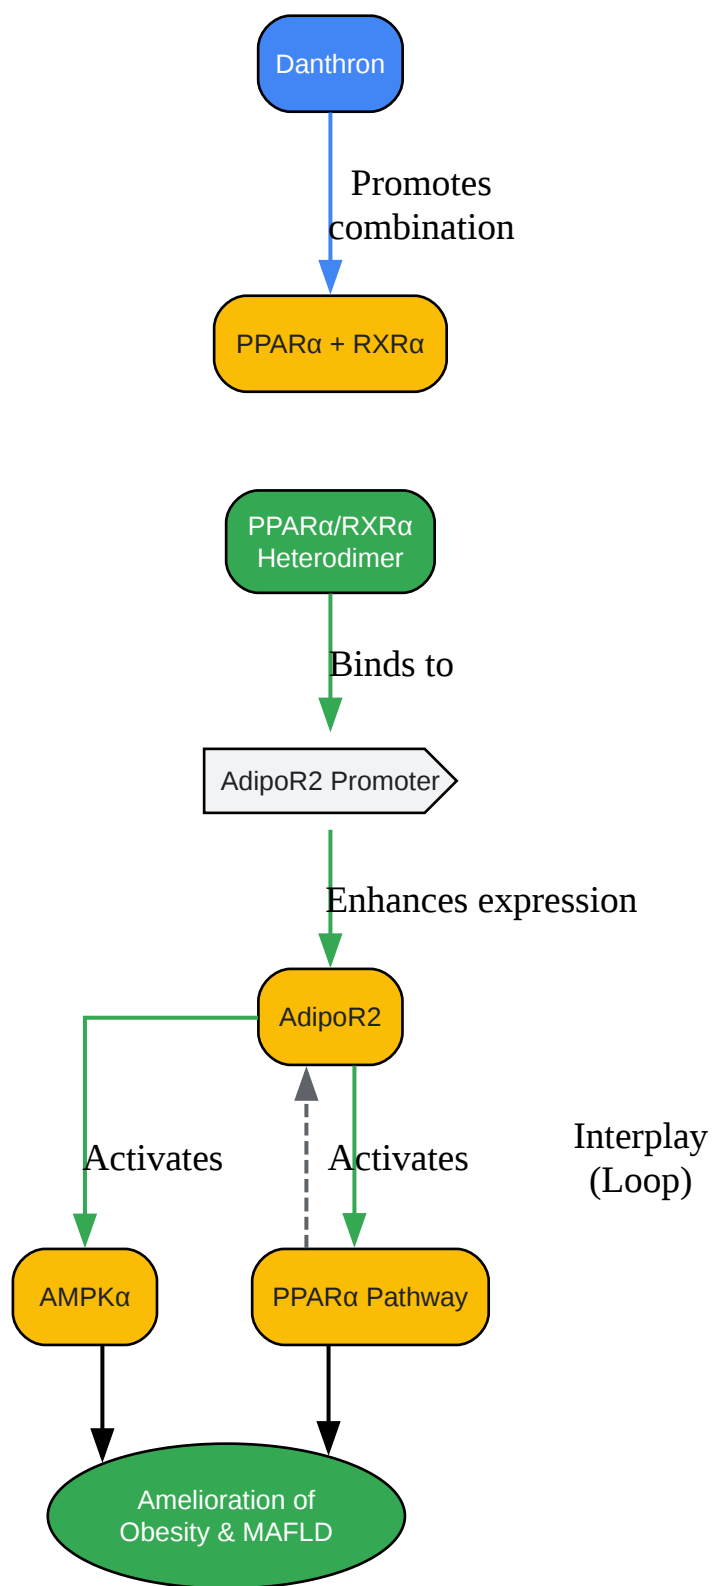 Danthron
Promotes
combination
PPARα + RXRα
PPARα/RXRα
Heterodimer
Binds to
AdipoR2 Promoter
Enhances expression
AdipoR2
Activates
Activates
Interplay
(Loop)
AMPKα
PPARα Pathway
Amelioration of
Obesity & MAFLD